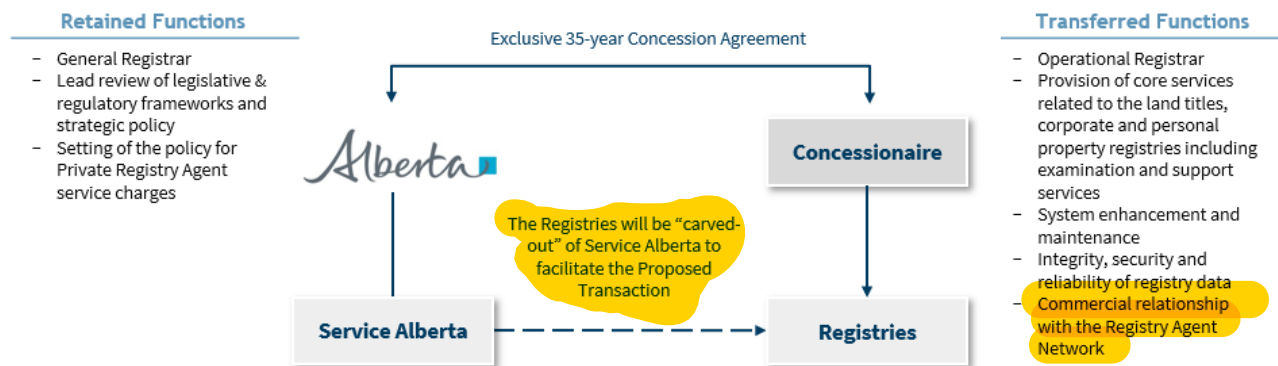 Retained Functions
– General Registrar
– Lead review of legislative &
regulatory frameworks and
strategic policy
– Setting of the policy for
Private Registry Agent
service charges
Exclusive 35-year Concession Agreement
Alberta
Concessionaire
The Registries will be “carved-
out” of Service Alberta to
facilitate the Proposed
Transaction
Service Alberta
Registries
Transferred Functions
– Operational Registrar
– Provision of core services
related to the land titles,
corporate and personal
property registries including
examination and support
services
– System enhancement and
maintenance
– Integrity, security and
reliability of registry data
– Commercial relationship
with the Registry Agent
Network